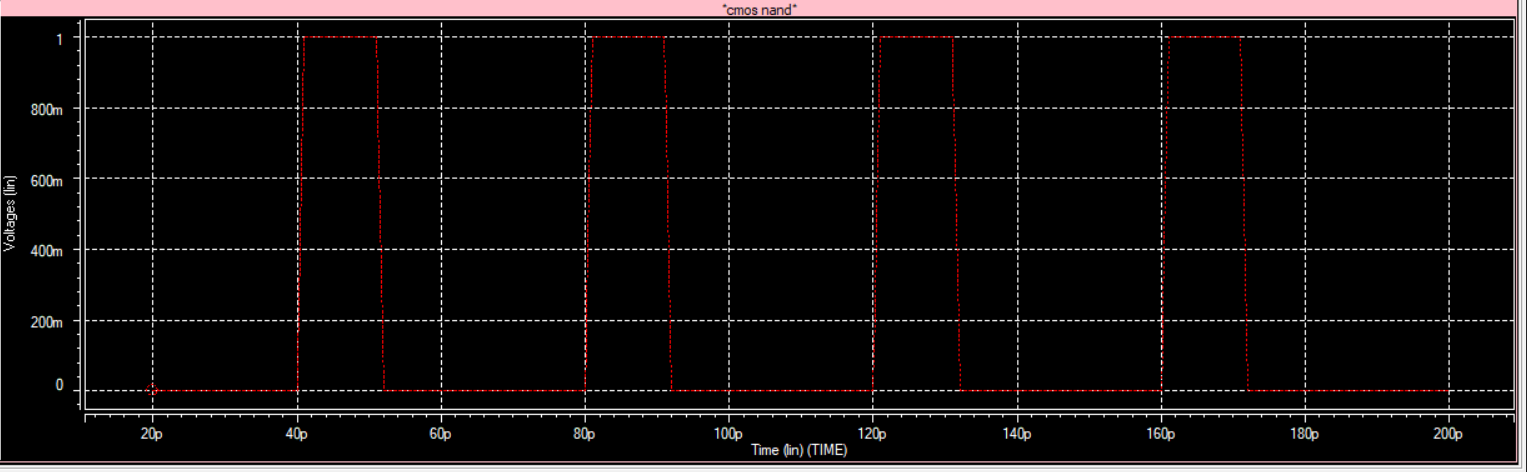 "cmos nand"
1
800m
600m
400m
200m
0
Voltages (lin)
20p 40p 60p 80p 100p 120p 140p 160p 180p 200p
Time (lin) (TIME)